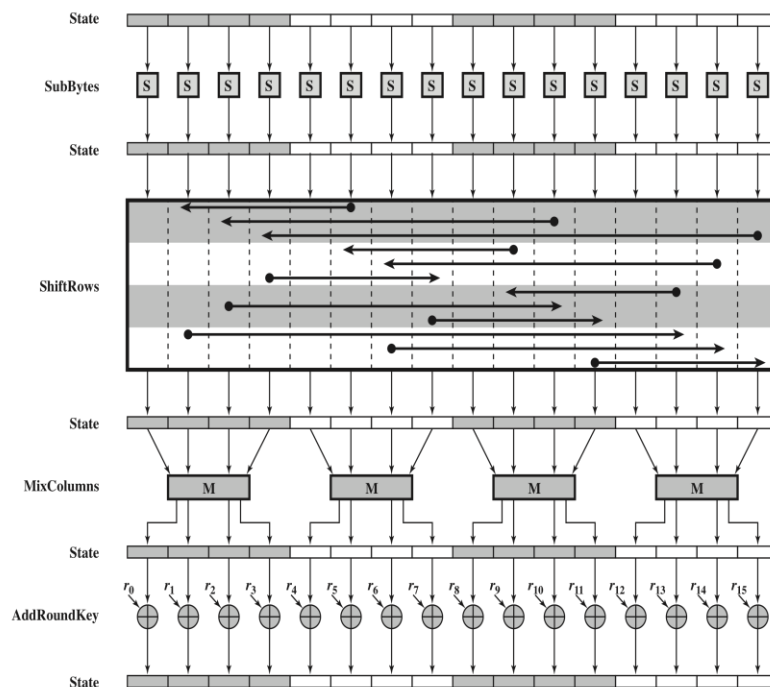 State
SubBytes S S S S S S S S S S S S S S S S
State
ShiftRows
State
MixColumns M M M M
State
r0 r1 r2 r3 r4 r5 r6 r7 r8 r9 r10 r11 r12 r13 r14 r15
AddRoundKey
State